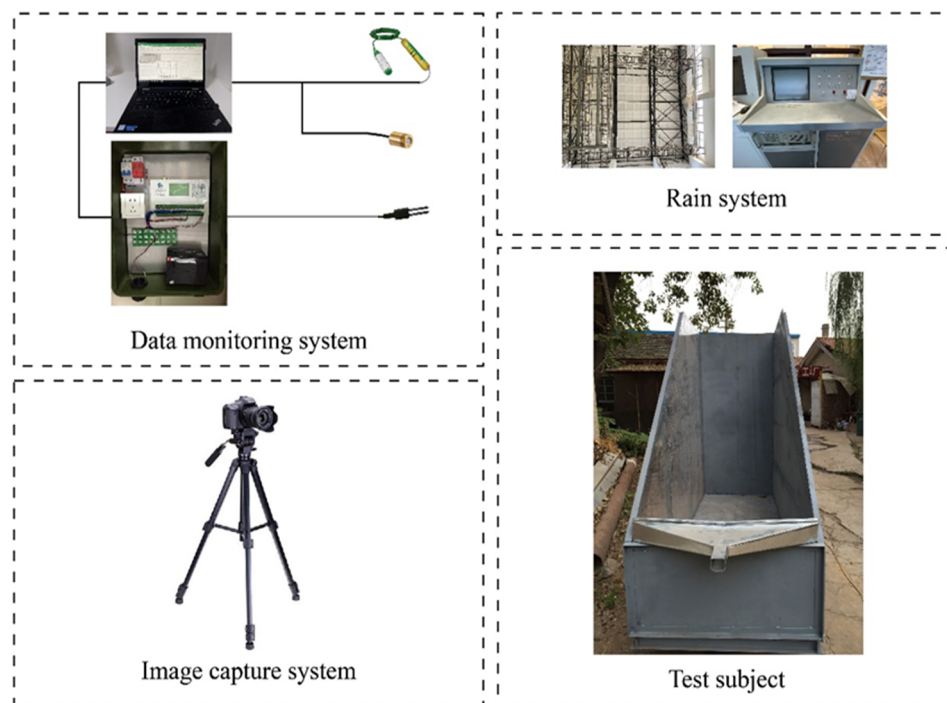 Data monitoring system
Rain system
Image capture system
Test subject